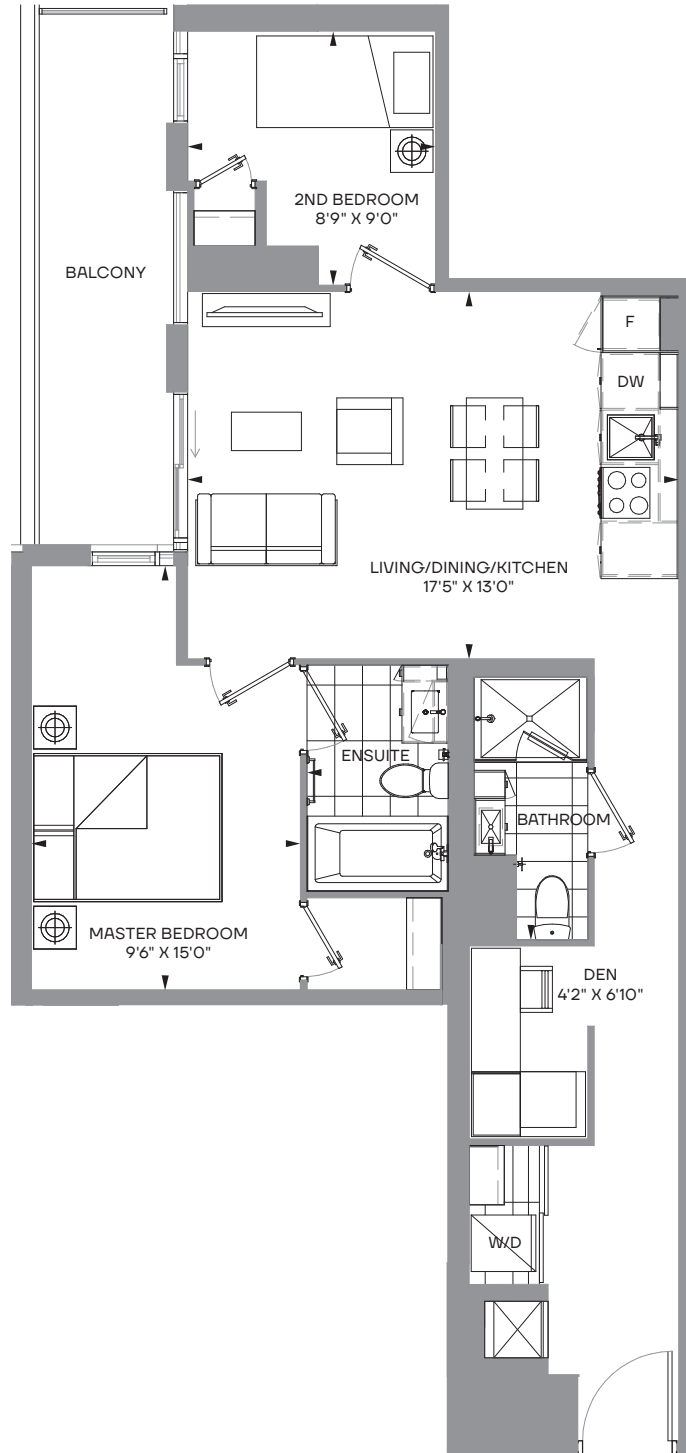 2ND BEDROOM
8'9" X 9'0"
BALCONY
F
DW
LIVING/DINING/KITCHEN
17'5" X 13'0"
ENSUITE
BATHROOM
MASTER BEDROOM
9'6" X 15'0"
DEN
4'2" X 6'10"
W/D